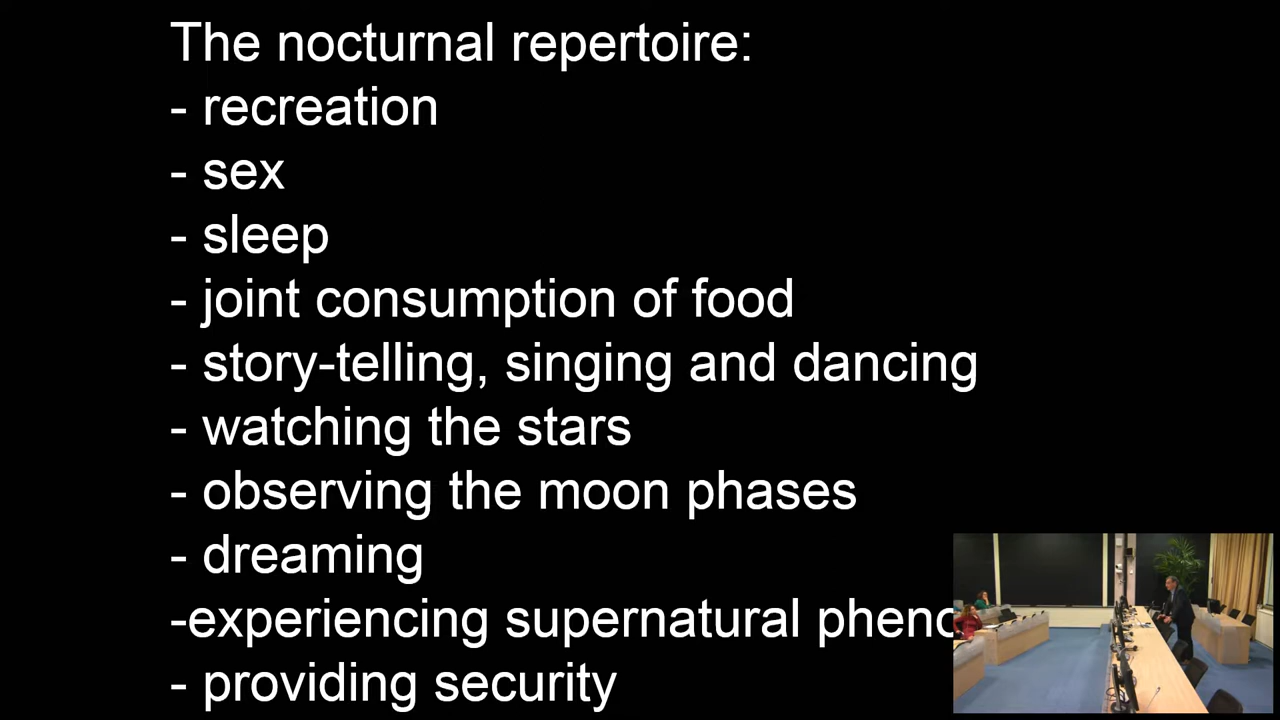 The nocturnal repertoire:
- recreation
- sex
- sleep
- joint consumption of food
- story-telling, singing and dancing
- watching the stars
- observing the moon phases
- dreaming
-experiencing supernatural
- providing security